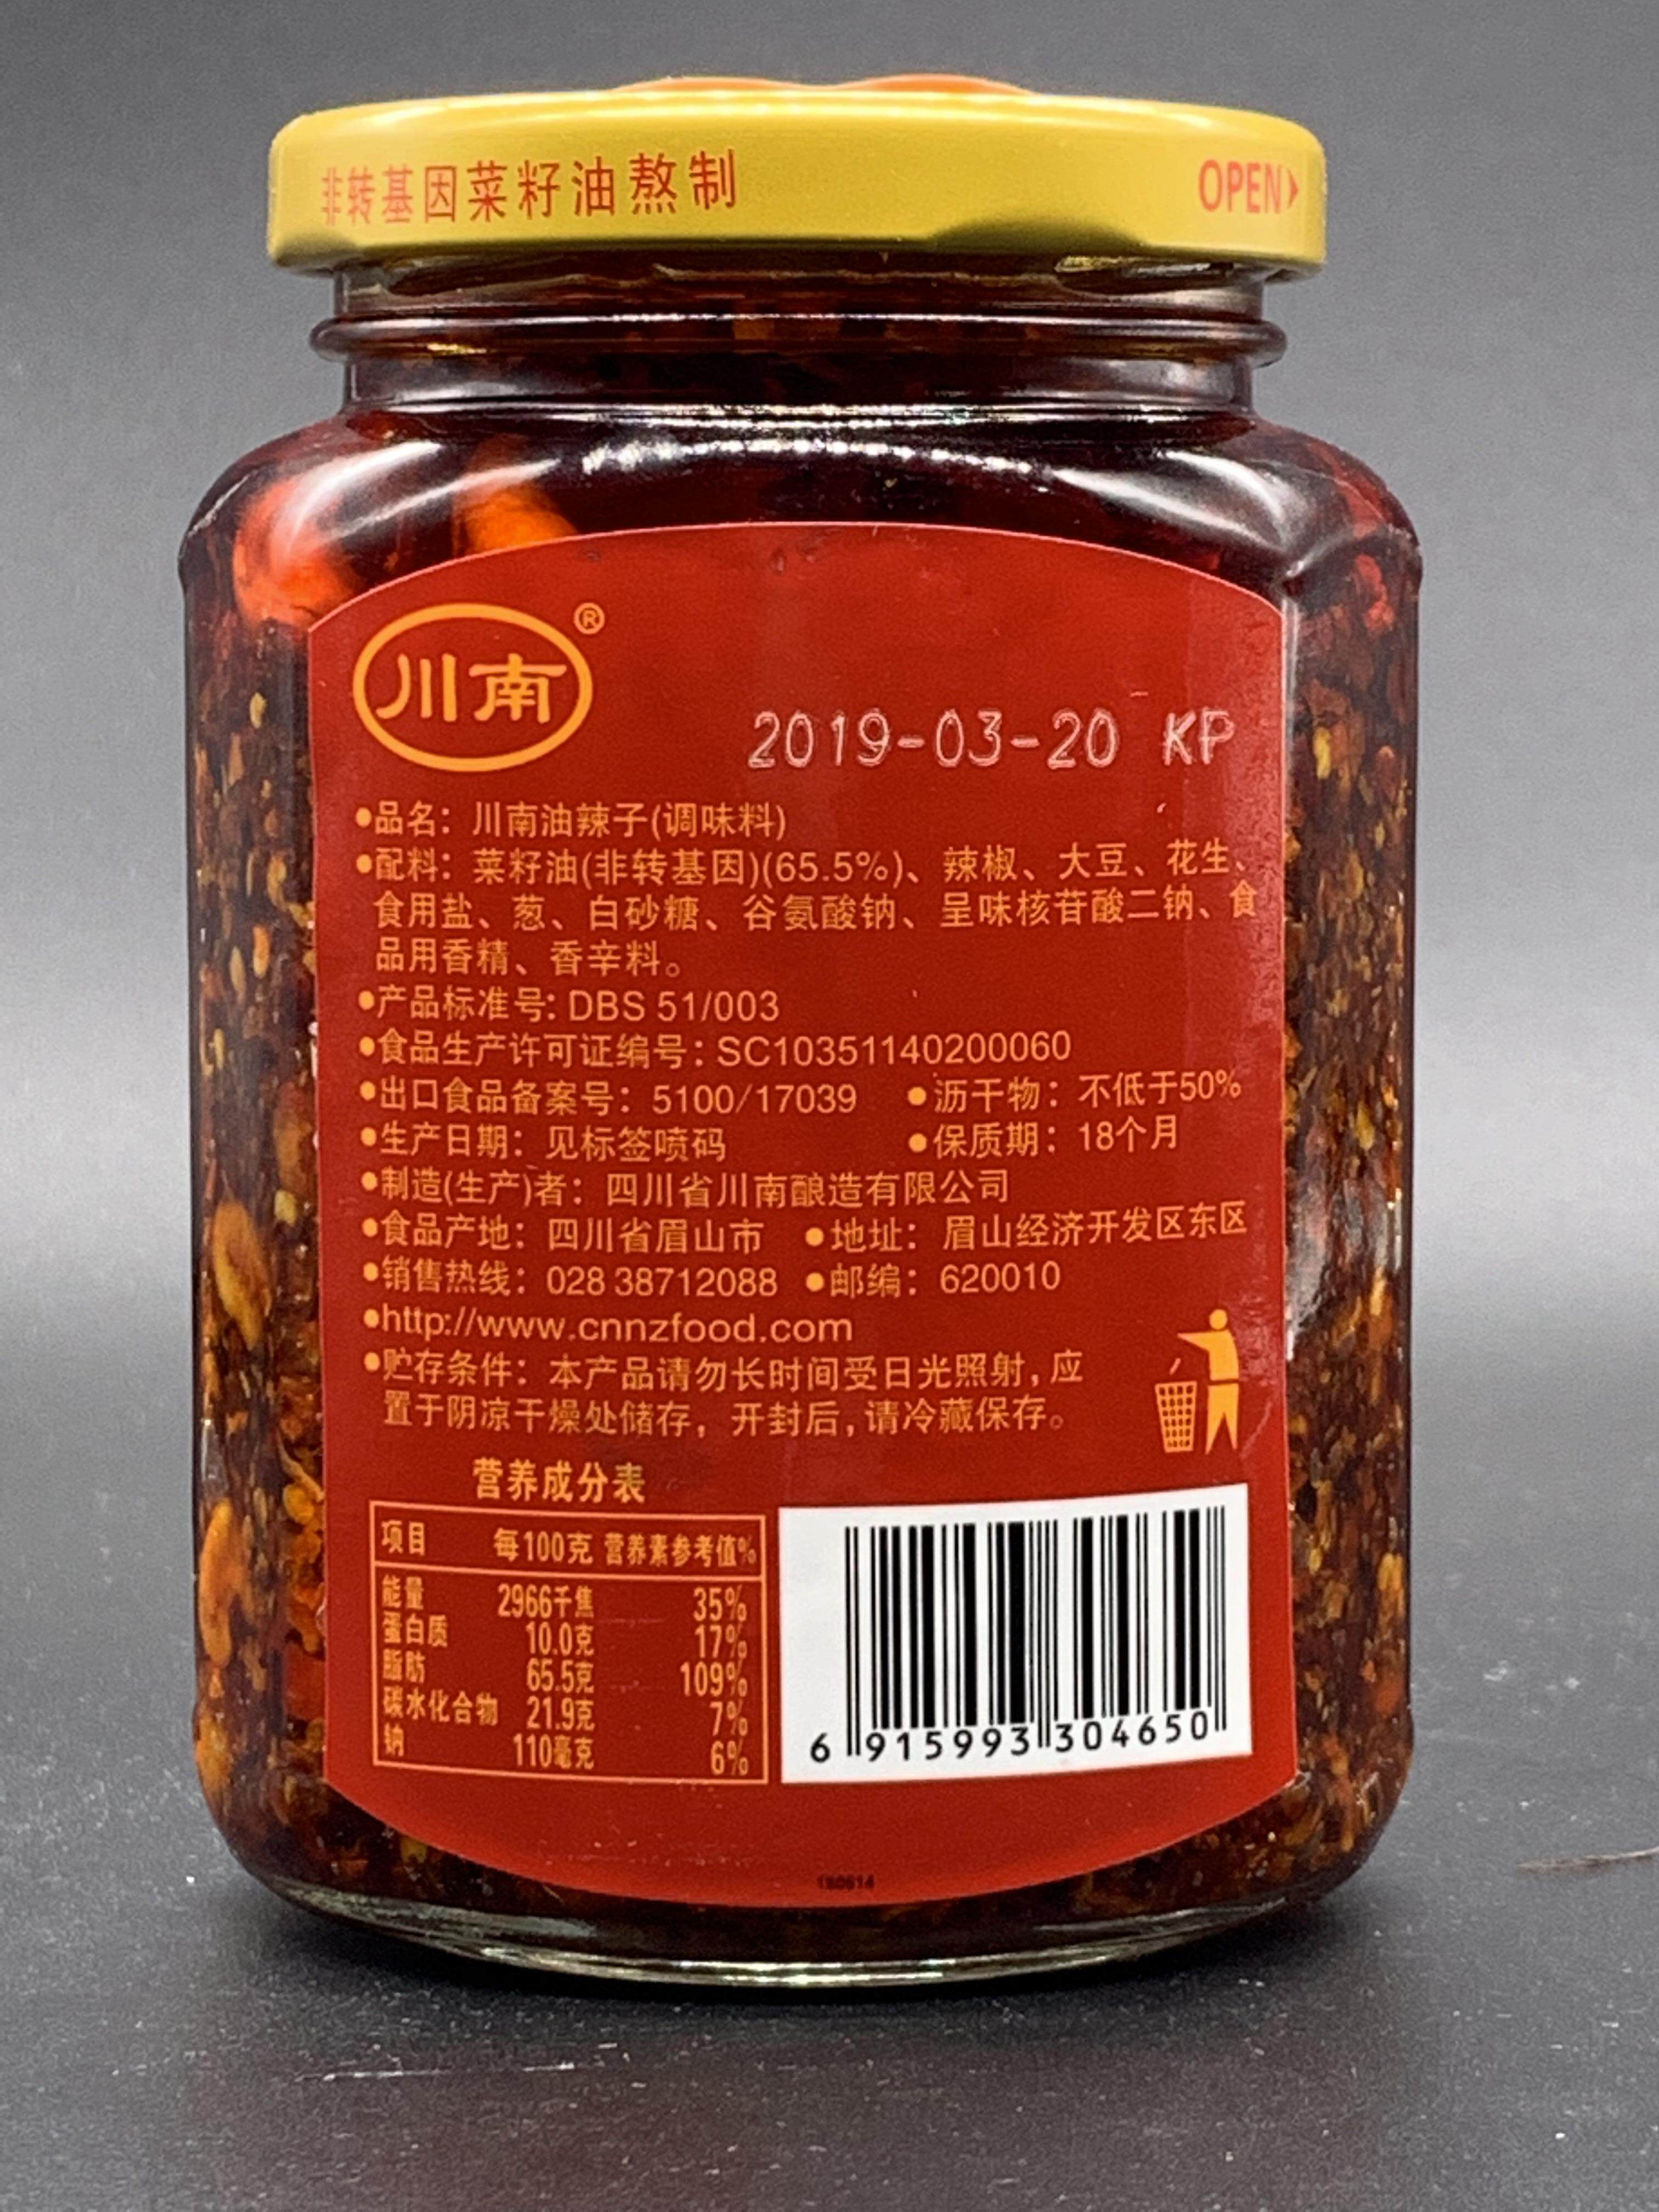 非转基因菜籽油熬制 OPEN
川南®
2019-03-20 KP
●品名：川南油辣子(调味料)
●配料：菜籽油(非转基因)(65.5%)、辣椒、大豆、花生、
食用盐、葱、白砂糖、谷氨酸钠、呈味核苷酸二钠、食
品用香精、香辛料。
●产品标准号: DBS 51/003
●食品生产许可证编号: SC10351140200060
●出口食品备案号：5100/17039 ●沥干物：不低于50%
●生产日期：见标签喷码 ●保质期：18个月
●制造(生产)者：四川省川南酿造有限公司
●食品产地：四川省眉山市 ●地址：眉山经济开发区东区
●销售热线：028 38712088 ●邮编：620010
●http://www.cnnzfood.com
●贮存条件：本产品请勿长时间受日光照射，应
置于阴凉干燥处储存，开封后，请冷藏保存。
营养成分表
项目 每100克 营养素参考值%
能量 2966千焦 35%
蛋白质 10.0克 17%
脂肪 65.5克 109%
碳水化合物 21.9克 7%
钠 110毫克 6%
6 915993 304650